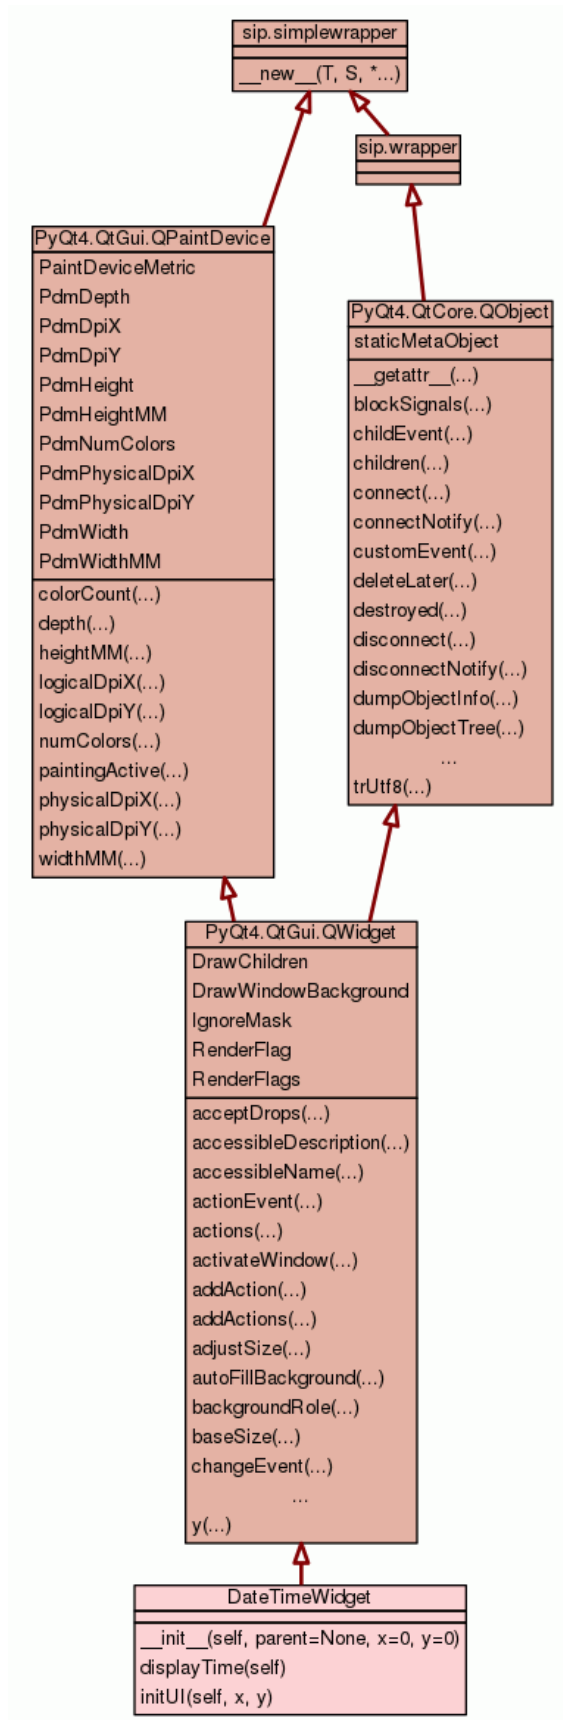 sip.simplewrapper
__new__(T, S, *...)
sip.wrapper
PyQt4.QtGui.QPaintDevice
PaintDeviceMetric
PdmDepth
PdmDpiX
PdmDpiY
PdmHeight
PdmHeightMM
PdmNumColors
PdmPhysicalDpiX
PdmPhysicalDpiY
PdmWidth
PdmWidthMM
colorCount(...)
depth(...)
heightMM(...)
logicalDpiX(...)
logicalDpiY(...)
numColors(...)
paintingActive(...)
physicalDpiX(...)
physicalDpiY(...)
widthMM(...)
PyQt4.QtCore.QObject
staticMetaObject
__getattr__(...)
blockSignals(...)
childEvent(...)
children(...)
connect(...)
connectNotify(...)
customEvent(...)
deleteLater(...)
destroyed(...)
disconnect(...)
disconnectNotify(...)
dumpObjectInfo(...)
dumpObjectTree(...)
...
trUtf8(...)
PyQt4.QtGui.QWidget
DrawChildren
DrawWindowBackground
IgnoreMask
RenderFlag
RenderFlags
acceptDrops(...)
accessibleDescription(...)
accessibleName(...)
actionEvent(...)
actions(...)
activateWindow(...)
addAction(...)
addActions(...)
adjustSize(...)
autoFillBackground(...)
backgroundRole(...)
baseSize(...)
changeEvent(...)
...
y(...)
DateTimeWidget
__init__(self, parent=None, x=0, y=0)
displayTime(self)
initUI(self, x, y)